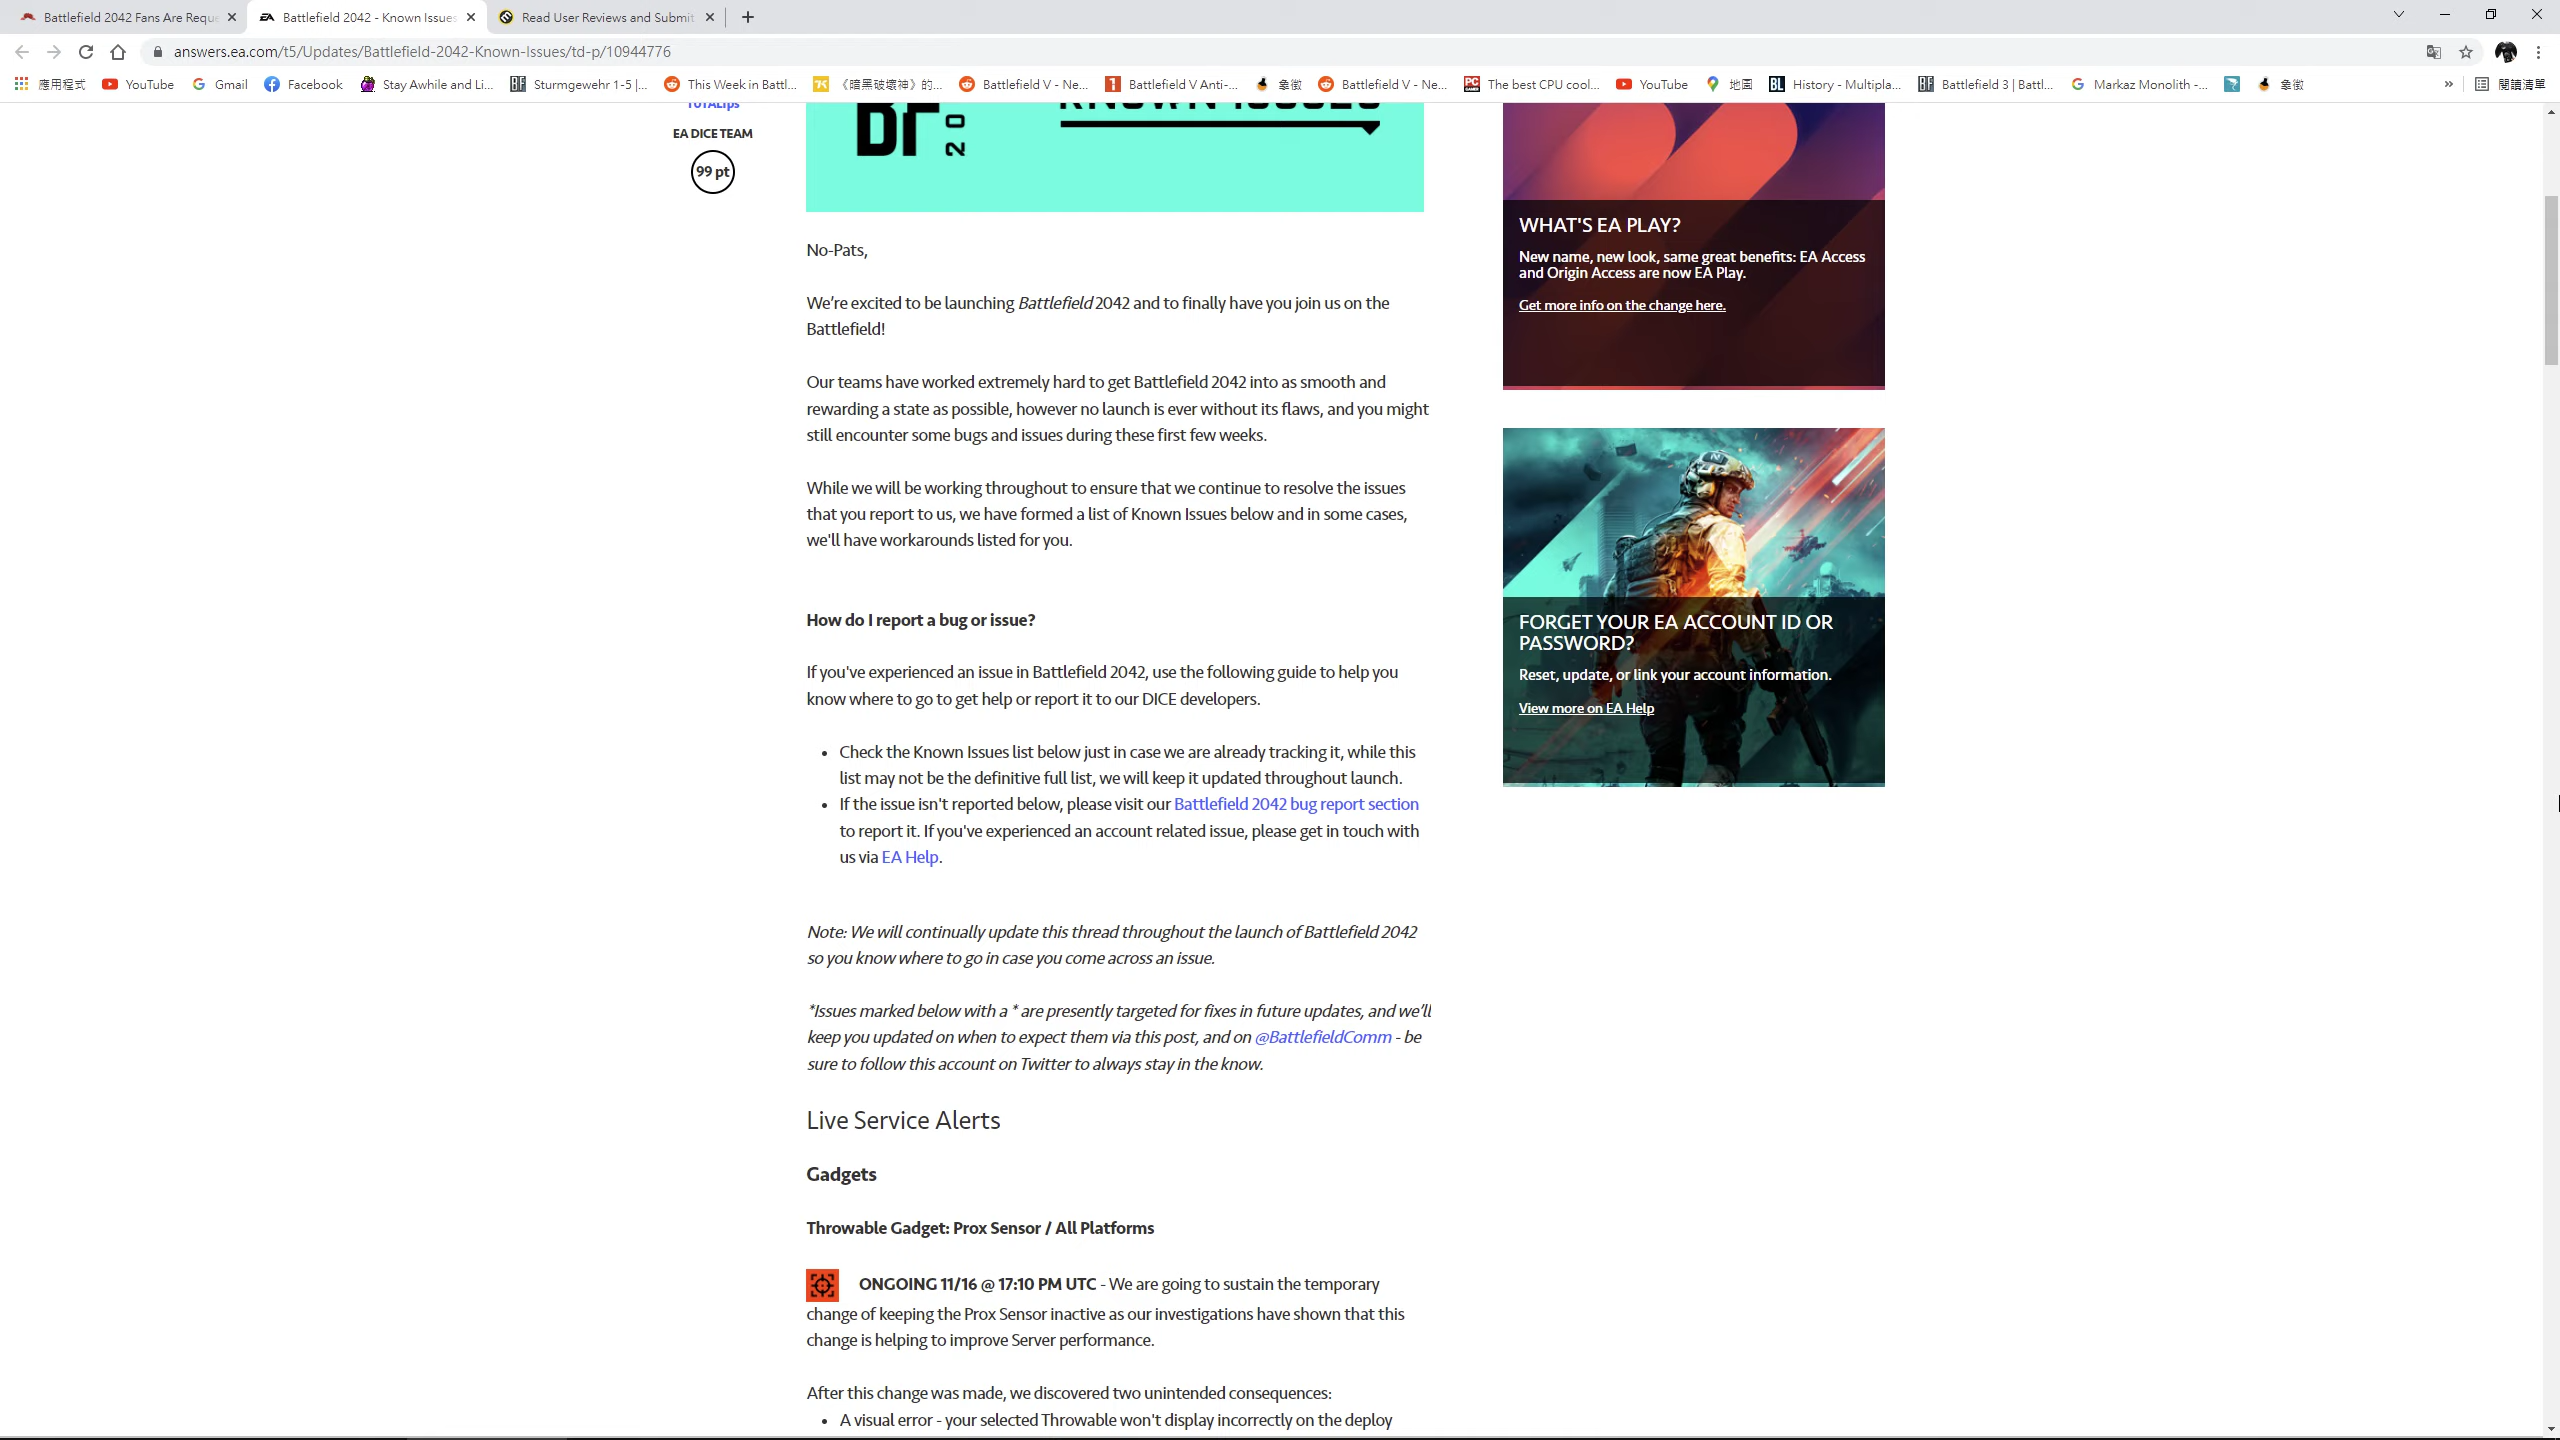 Battlefield 2042 Fans Are Reque
Battlefield 2042 - Known Issues
Read User Reviews and Submit
answers.ea.com/t5/Updates/Battlefield-2042-Known-Issues/td-p/10944776
應用程式
YouTube
Gmail
Facebook
Stay Awhile and Li...
Sturmgewehr 1-5 |...
This Week in Battl...
《暗黑破壞神》的...
Battlefield V - Ne...
Battlefield V Anti-...
彙徵
Battlefield V - Ne...
The best CPU cool...
YouTube
地圖
History - Multipla...
Battlefield 3 | Battl...
Markaz Monolith -...
彙徵
»
閱讀清單
EA DICE TEAM
99 pt
BF
20
KNOWN ISSUES
No-Pats,
We’re excited to be launching Battlefield 2042 and to finally have you join us on the
Battlefield!
Our teams have worked extremely hard to get Battlefield 2042 into as smooth and
rewarding a state as possible, however no launch is ever without its flaws, and you might
still encounter some bugs and issues during these first few weeks.
While we will be working throughout to ensure that we continue to resolve the issues
that you report to us, we have formed a list of Known Issues below and in some cases,
we'll have workarounds listed for you.
How do I report a bug or issue?
If you've experienced an issue in Battlefield 2042, use the following guide to help you
know where to go to get help or report it to our DICE developers.
• Check the Known Issues list below just in case we are already tracking it, while this
list may not be the definitive full list, we will keep it updated throughout launch.
• If the issue isn't reported below, please visit our Battlefield 2042 bug report section
to report it. If you've experienced an account related issue, please get in touch with
us via EA Help.
Note: We will continually update this thread throughout the launch of Battlefield 2042
so you know where to go in case you come across an issue.
*Issues marked below with a * are presently targeted for fixes in future updates, and we’ll
keep you updated on when to expect them via this post, and on @BattlefieldComm - be
sure to follow this account on Twitter to always stay in the know.
Live Service Alerts
Gadgets
Throwable Gadget: Prox Sensor / All Platforms
ONGOING 11/16 @ 17:10 PM UTC - We are going to sustain the temporary
change of keeping the Prox Sensor inactive as our investigations have shown that this
change is helping to improve Server performance.
After this change was made, we discovered two unintended consequences:
• A visual error - your selected Throwable won't display incorrectly on the deploy
WHAT'S EA PLAY?
New name, new look, same great benefits: EA Access
and Origin Access are now EA Play.
Get more info on the change here.
FORGET YOUR EA ACCOUNT ID OR
PASSWORD?
Reset, update, or link your account information.
View more on EA Help